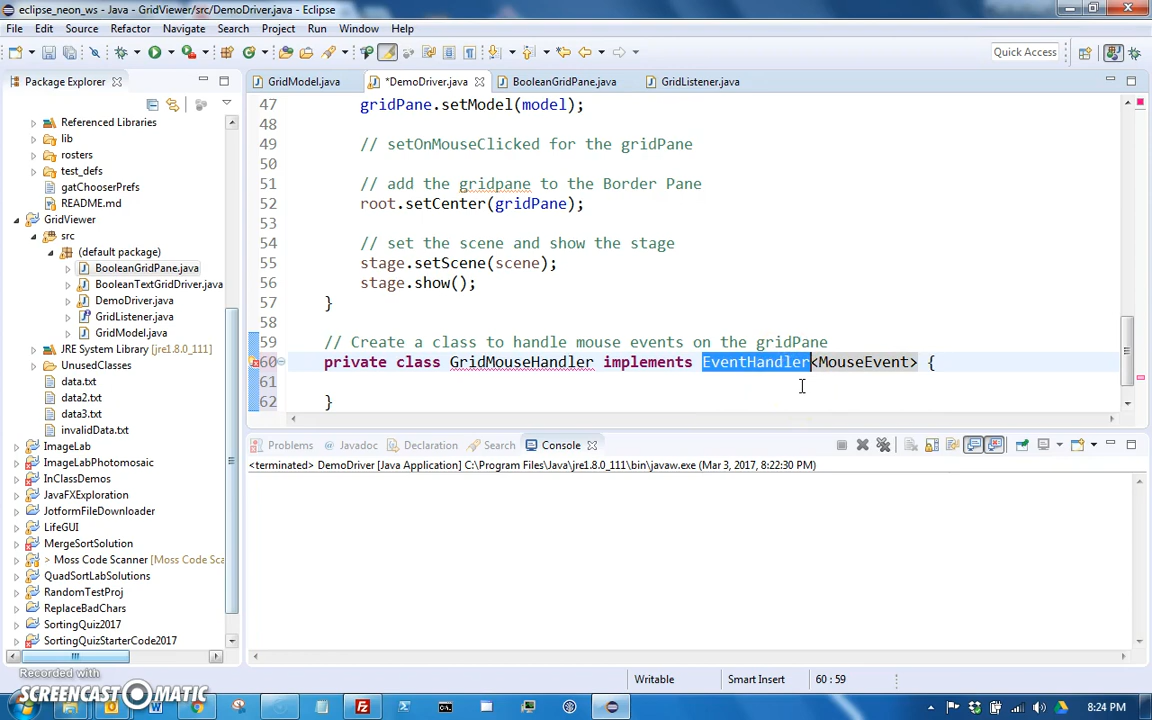 eclipse_neon_ws - Java - GridViewer/src/DemoDriver.java - Eclipse
File Edit Source Refactor Navigate Search Project Run Window Help
Quick Access
Package Explorer
GridModel.java *DemoDriver.java BooleanGridPane.java GridListener.java
Referenced Libraries
lib
rosters
test_defs
gatChooserPrefs
README.md
GridViewer
src
(default package)
BooleanGridPane.java
BooleanTextGridDriver.java
DemoDriver.java
GridListener.java
GridModel.java
JRE System Library [jre1.8.0_111]
UnusedClasses
data.txt
data2.txt
data3.txt
invalidData.txt
ImageLab
ImageLabPhotomosaic
InClassDemos
JavaFXExamples
JotformFileDownloader
LifeGUI
MergeSortSolution
> Moss Code Scanner [Moss Code Sca
QuadSortLabSolutions
RandomTestProj
ReplaceBadChars
SortingQuiz2017
SortingQuizStarterCode2017
47 gridPane.setModel(model);
48
49 // setOnMouseClicked for the gridPane
50
51 // add the gridpane to the Border Pane
52 root.setCenter(gridPane);
53
54 // set the scene and show the stage
55 stage.setScene(scene);
56 stage.show();
57 }
58
59 // Create a class to handle mouse events on the gridPane
60 private class GridMouseHandler implements EventHandler<MouseEvent> {
61
62 }
Problems Javadoc Declaration Search Console
<terminated> DemoDriver [Java Application] C:\Program Files\Java\jre1.8.0_111\bin\javaw.exe (Mar 3, 2017, 8:22:30 PM)
Writable Smart Insert 60 : 59
Recorded with
SCREENCAST-O-MATIC
8:24 PM